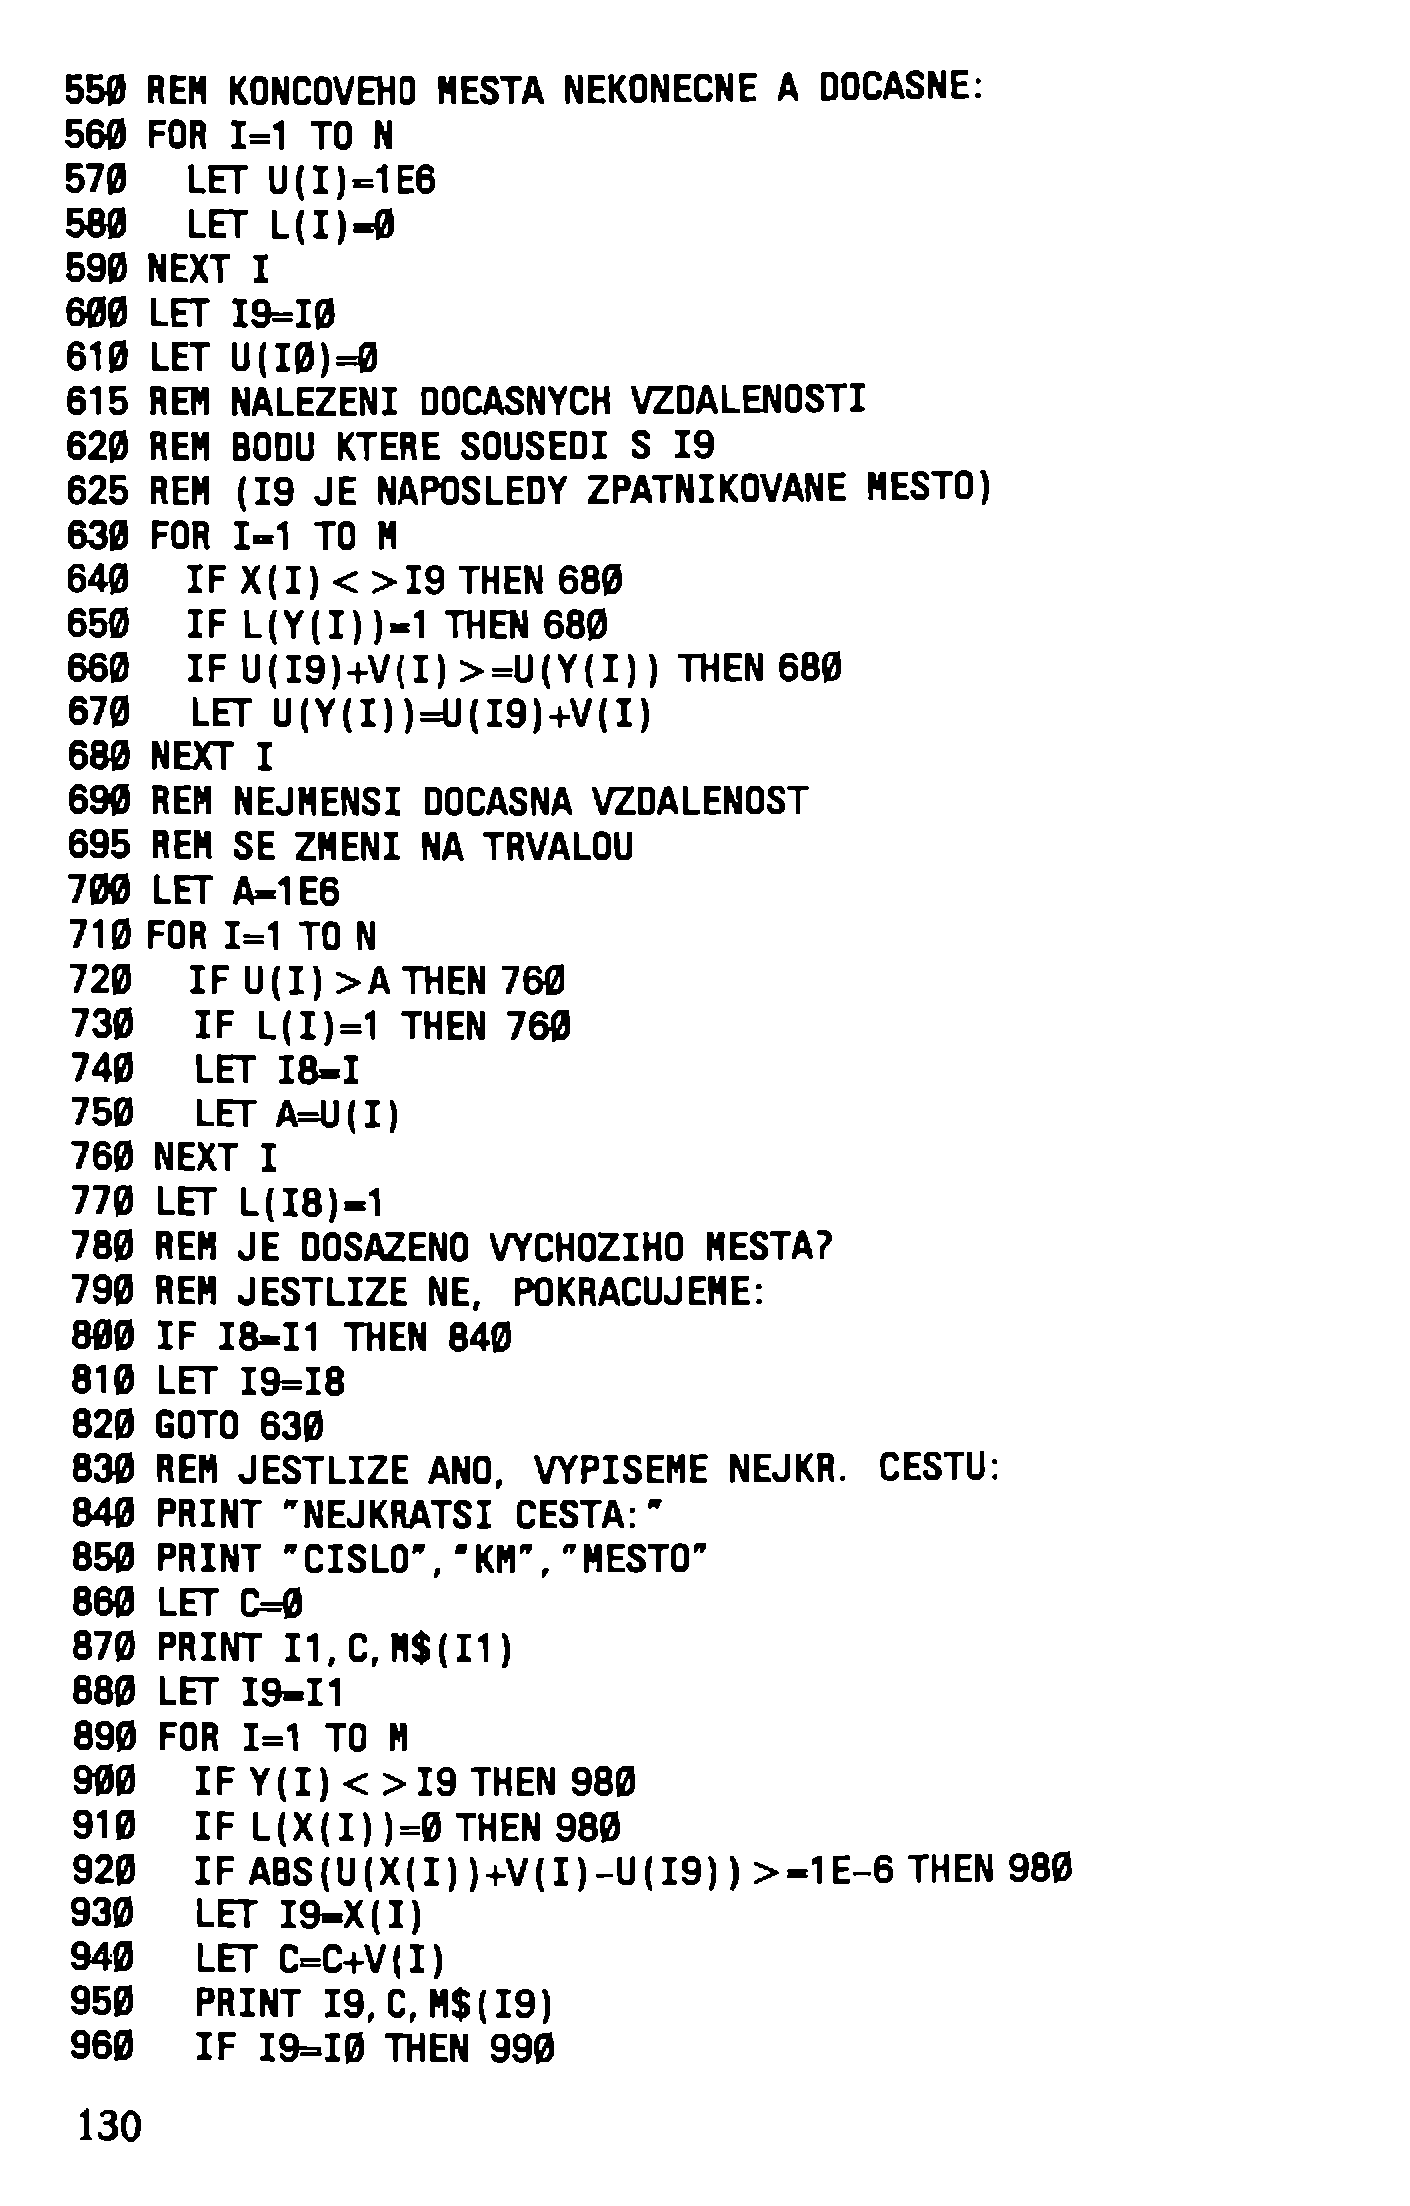 550 REM KONCOVEHO MESTA NEKONECNE A DOCASNE:
560 FOR I=1 TO N
570   LET U(I)=1E6
580   LET L(I)=0
590 NEXT I
600 LET I9=I0
610 LET U(I0)=0
615 REM NALEZENI DOCASNYCH VZDALENOSTI
620 REM BODU KTERE SOUSEDI S I9
625 REM (I9 JE NAPOSLEDY ZPATNIKOVANE MESTO)
630 FOR I=1 TO M
640   IF X(I) < >I9 THEN 680
650   IF L(Y(I))=1 THEN 680
660   IF U(I9)+V(I) >=U(Y(I)) THEN 680
670   LET U(Y(I))=U(I9)+V(I)
680 NEXT I
690 REM NEJMENSI DOCASNA VZDALENOST
695 REM SE ZMENI NA TRVALOU
700 LET A=1E6
710 FOR I=1 TO N
720   IF U(I) >A THEN 760
730   IF L(I)=1 THEN 760
740   LET I8=I
750   LET A=U(I)
760 NEXT I
770 LET L(I8)=1
780 REM JE DOSAZENO VYCHOZIHO MESTA?
790 REM JESTLIZE NE, POKRACUJEME:
800 IF I8=I1 THEN 840
810 LET I9=I8
820 GOTO 630
830 REM JESTLIZE ANO, VYPISEME NEJKR. CESTU:
840 PRINT "NEJKRATSI CESTA:"
850 PRINT "CISLO","KM","MESTO"
860 LET C=0
870 PRINT I1,C,M$(I1)
880 LET I9=I1
890 FOR I=1 TO M
900   IF Y(I) < >I9 THEN 980
910   IF L(X(I))=0 THEN 980
920   IF ABS(U(X(I))+V(I)-U(I9)) >=1E-6 THEN 980
930   LET I9=X(I)
940   LET C=C+V(I)
950   PRINT I9,C,M$(I9)
960   IF I9=I0 THEN 990
130